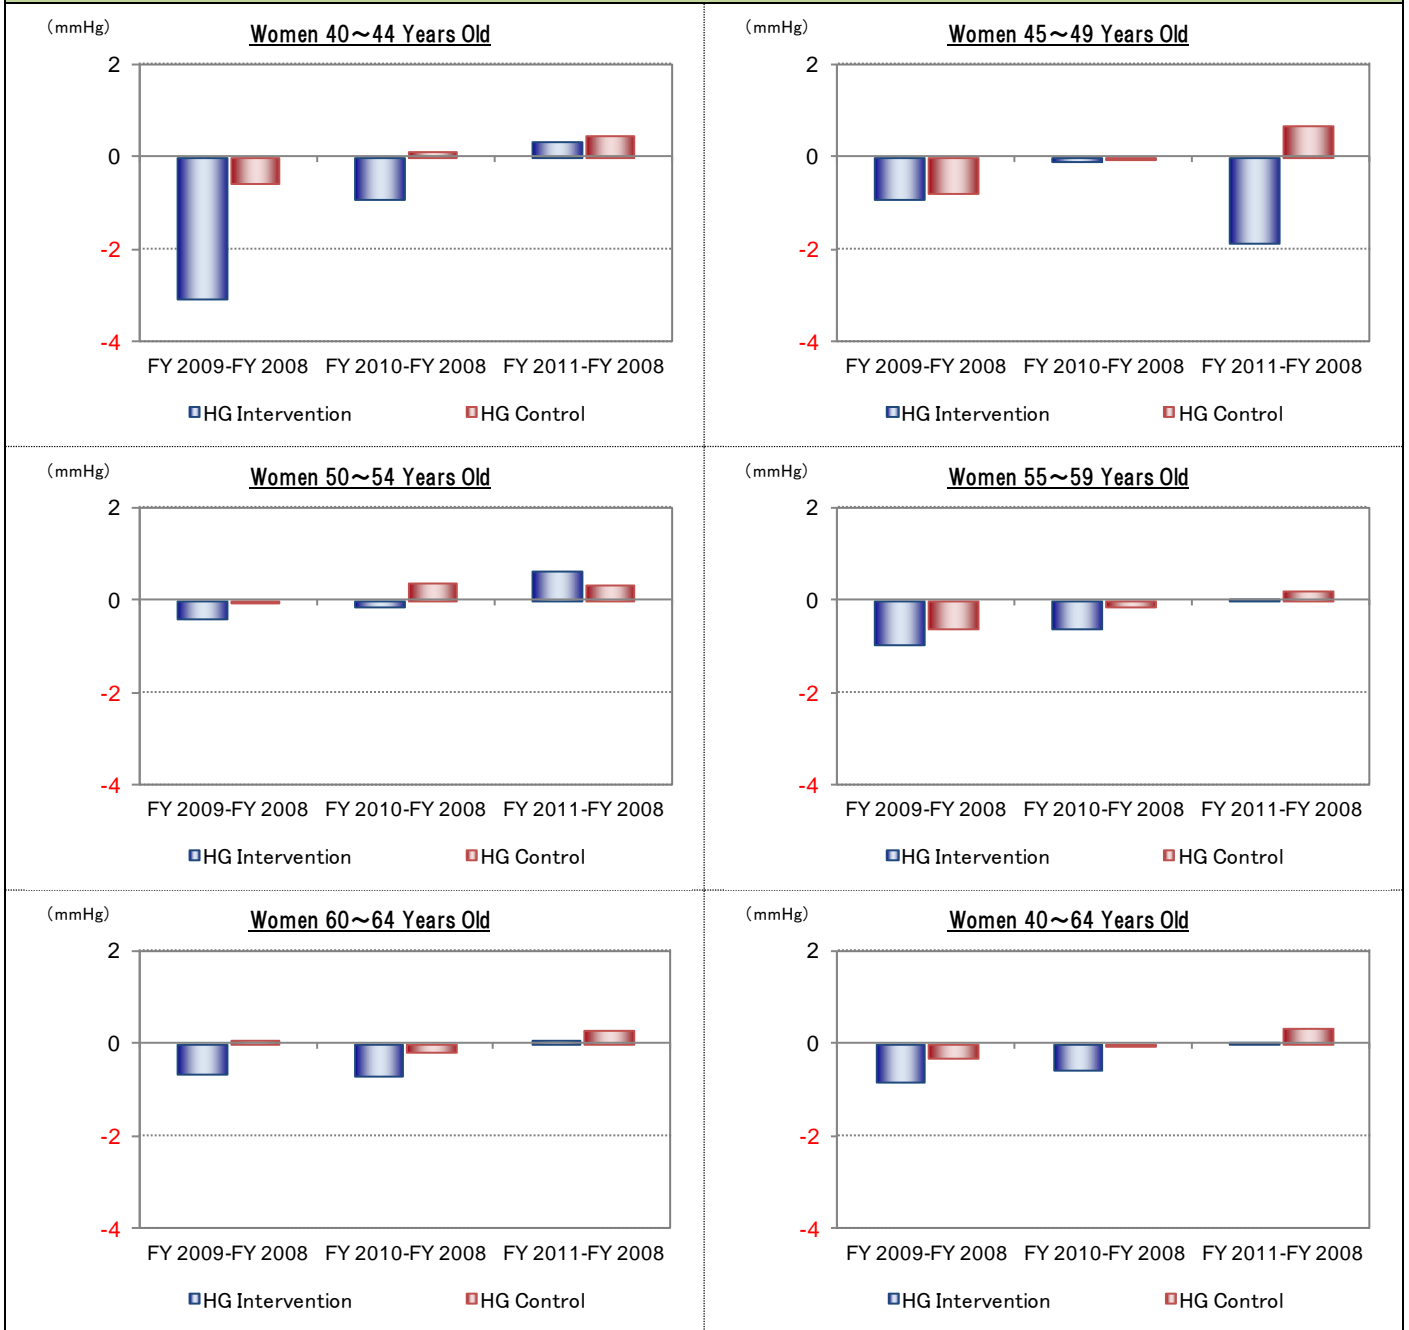 （mmHg）
Women 40～44 Years Old
2
0
-2
-4
FY 2009-FY 2008 FY 2010-FY 2008 FY 2011-FY 2008
HG Intervention HG Control
（mmHg）
Women 45～49 Years Old
2
0
-2
-4
FY 2009-FY 2008 FY 2010-FY 2008 FY 2011-FY 2008
HG Intervention HG Control
（mmHg）
Women 50～54 Years Old
2
0
-2
-4
FY 2009-FY 2008 FY 2010-FY 2008 FY 2011-FY 2008
HG Intervention HG Control
（mmHg）
Women 55～59 Years Old
2
0
-2
-4
FY 2009-FY 2008 FY 2010-FY 2008 FY 2011-FY 2008
HG Intervention HG Control
（mmHg）
Women 60～64 Years Old
2
0
-2
-4
FY 2009-FY 2008 FY 2010-FY 2008 FY 2011-FY 2008
HG Intervention HG Control
（mmHg）
Women 40～64 Years Old
2
0
-2
-4
FY 2009-FY 2008 FY 2010-FY 2008 FY 2011-FY 2008
HG Intervention HG Control